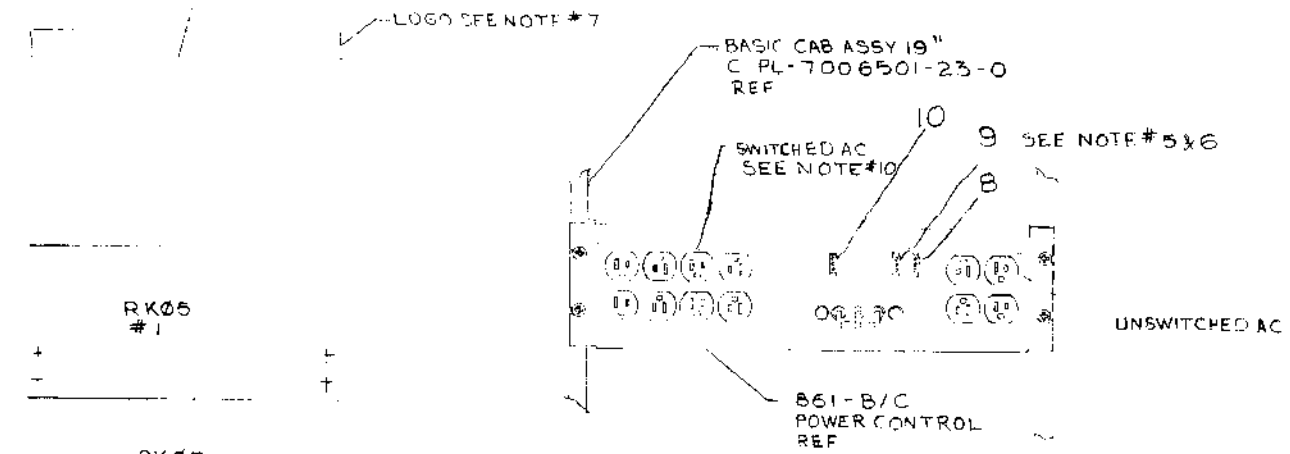 LOGO SEE NOTE #7
BASIC CAB ASSY 19"
C PL-7006501-23-0
REF
10
9 SEE NOTE #5&6
SWITCHED AC
SEE NOTE #10
8
RKØ5
#1
UNSWITCHED AC
861-B/C
POWER CONTROL
REF